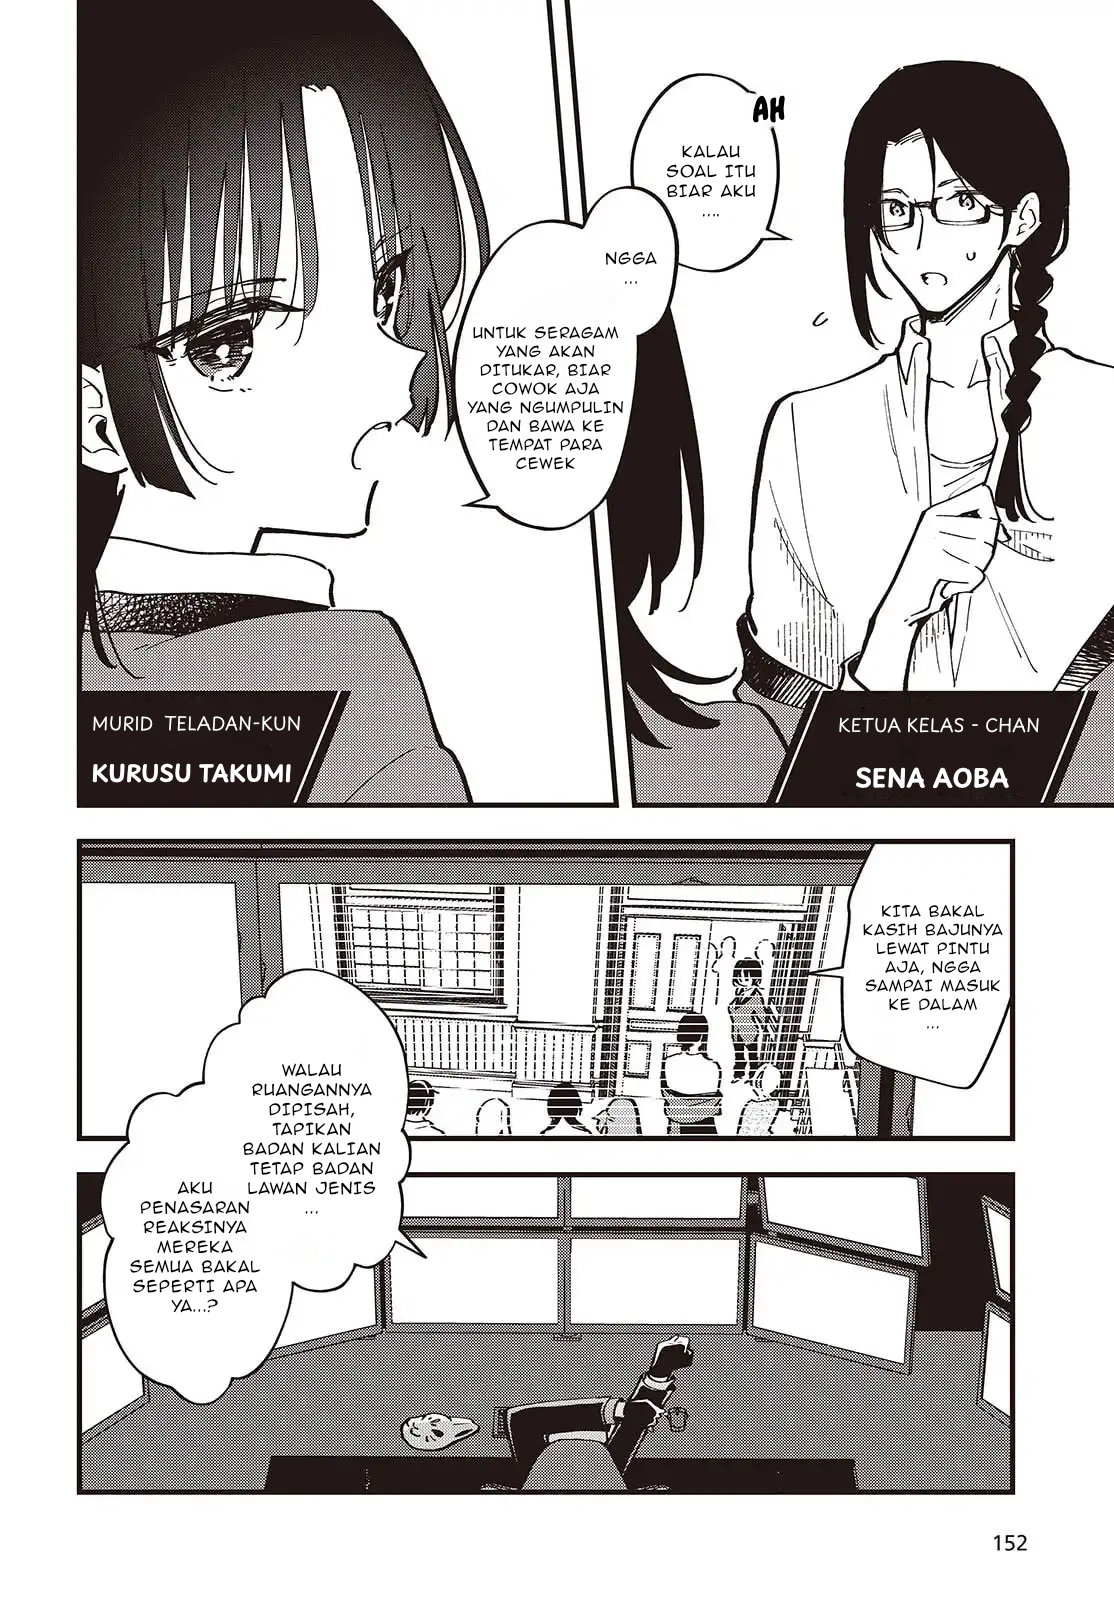 AH
KALAU
SOAL ITU
BIAR AKU
....
NGGA
...
UNTUK SERAGAM
YANG AKAN
DITUKAR, BIAR
COWOK AJA
YANG NGUMPULIN
DAN BAWA KE
TEMPAT PARA
CEWEK
KETUA KELAS - CHAN
SENA AOBA
MURID TELADAN-KUN
KURUSU TAKUMI
KITA BAKAL
KASIH BAJUNYA
LEWAT PINTU
AJA, NGGA
SAMPAI MASUK
KE DALAM
...
WALAU
RUANGANNYA
DIPISAH,
TAPIKAN
BADAN KALIAN
TETAP BADAN
LAWAN JENIS
...
AKU
PENASARAN
REAKSINYA
MEREKA
SEMUA BAKAL
SEPERTI APA
YA...?
152